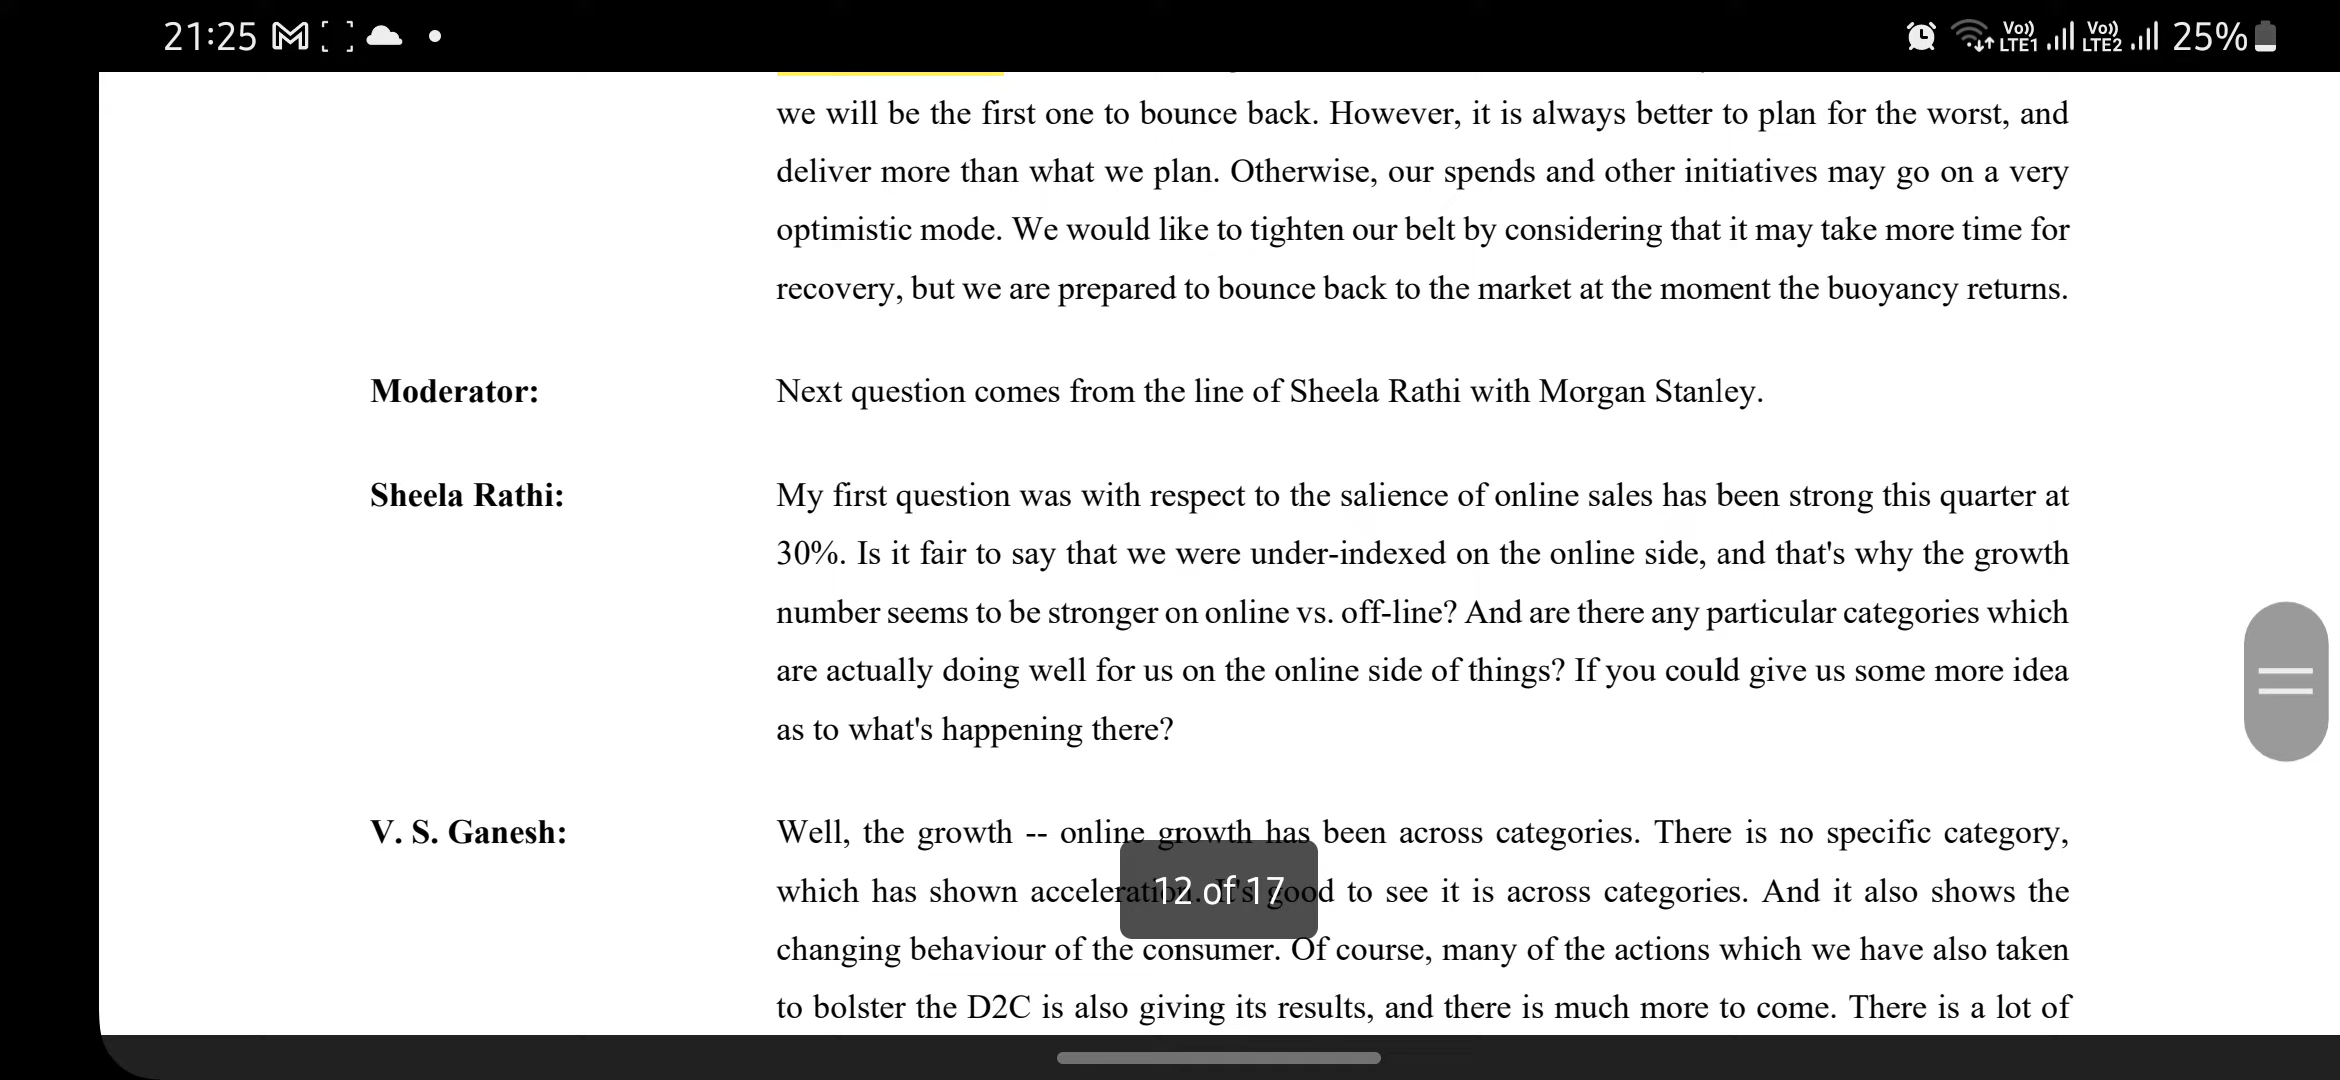 21:25
Vo)) LTE1 Vo)) LTE2 25%
we will be the first one to bounce back. However, it is always better to plan for the worst, and
deliver more than what we plan. Otherwise, our spends and other initiatives may go on a very
optimistic mode. We would like to tighten our belt by considering that it may take more time for
recovery, but we are prepared to bounce back to the market at the moment the buoyancy returns.
Moderator: Next question comes from the line of Sheela Rathi with Morgan Stanley.
Sheela Rathi: My first question was with respect to the salience of online sales has been strong this quarter at
30%. Is it fair to say that we were under-indexed on the online side, and that's why the growth
number seems to be stronger on online vs. off-line? And are there any particular categories which
are actually doing well for us on the online side of things? If you could give us some more idea
as to what's happening there?
V. S. Ganesh: Well, the growth -- online growth has been across categories. There is no specific category,
which has shown acceleration. It's good to see it is across categories. And it also shows the
12 of 17
changing behaviour of the consumer. Of course, many of the actions which we have also taken
to bolster the D2C is also giving its results, and there is much more to come. There is a lot of